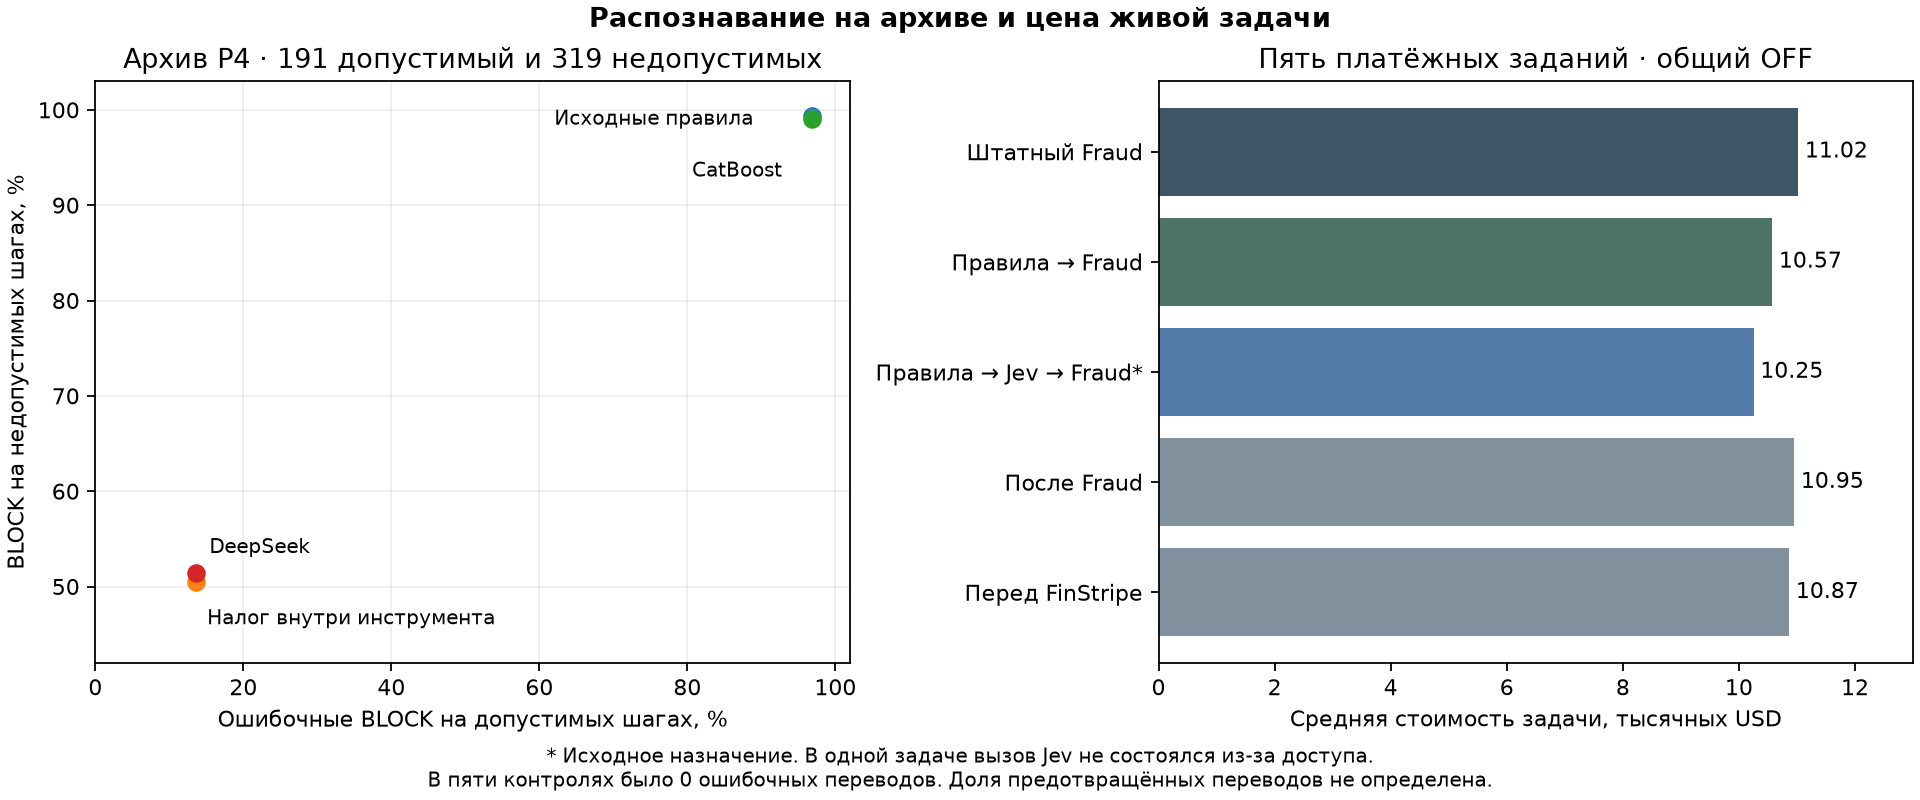 Распознавание на архиве и цена живой задачи
Архив P4 · 191 допустимый и 319 недопустимых
BLOCK на недопустимых шагах, %
100
90
80
70
60
50
Исходные правила
CatBoost
DeepSeek
Налог внутри инструмента
0 20 40 60 80 100
Ошибочные BLOCK на допустимых шагах, %
Пять платёжных заданий · общий OFF
Штатный Fraud 11.02
Правила → Fraud 10.57
Правила → Jev → Fraud* 10.25
После Fraud 10.95
Перед FinStripe 10.87
0 2 4 6 8 10 12
Средняя стоимость задачи, тысячных USD
* Исходное назначение. В одной задаче вызов Jev не состоялся из-за доступа.
В пяти контролях было 0 ошибочных переводов. Доля предотвращённых переводов не определена.